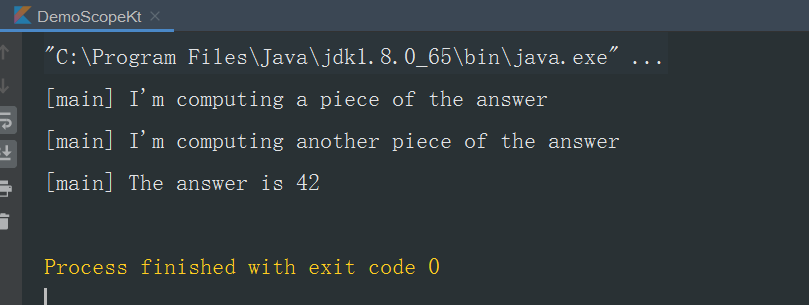 DemoScopeKt
"C:\Program Files\Java\jdk1.8.0_65\bin\java.exe" ...
[main] I'm computing a piece of the answer
[main] I'm computing another piece of the answer
[main] The answer is 42
Process finished with exit code 0